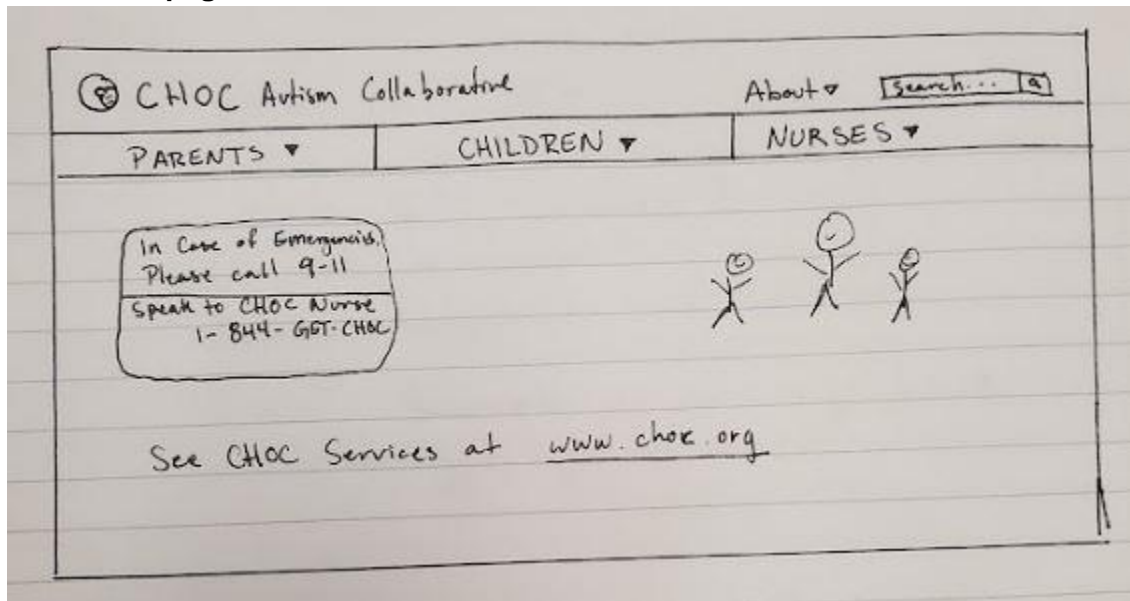 CHOC Autism Collaborative
About ▾ Search...
PARENTS ▾ CHILDREN ▾ NURSES ▾
In Case of Emergencies.
Please call 9-11
Speak to CHOC Nurse
1-844-GET-CHOC
See CHOC Services at www.choc.org